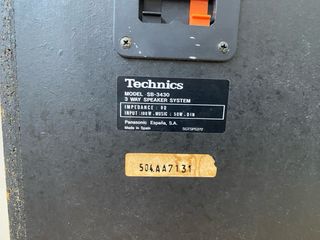 Technics
MODEL SB-3430
3 WAY SPEAKER SYSTEM
IMPEDANCE: 8Ω
INPUT: 100W. MUSIC; 50W. DIN
Panasonic España, S.A.
Made in Spain
504AA7131